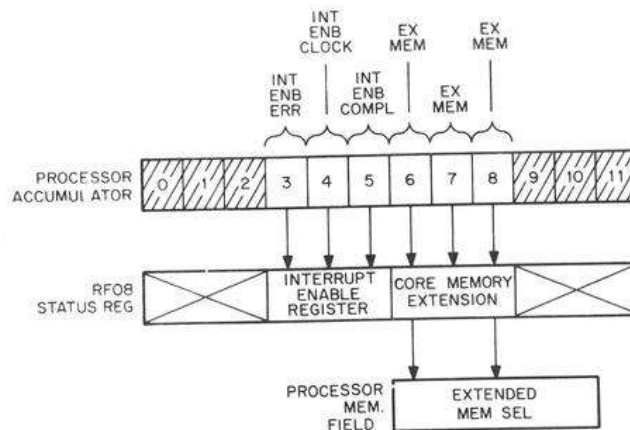 INT
ENB
CLOCK
EX
MEM
EX
MEM
INT
ENB
ERR
INT
ENB
COMPL
EX
MEM
PROCESSOR
ACCUMULATOR
0 1 2 3 4 5 6 7 8 9 10 11
RF08
STATUS REG
INTERRUPT
ENABLE
REGISTER
CORE MEMORY
EXTENSION
PROCESSOR
MEM.
FIELD
EXTENDED
MEM SEL